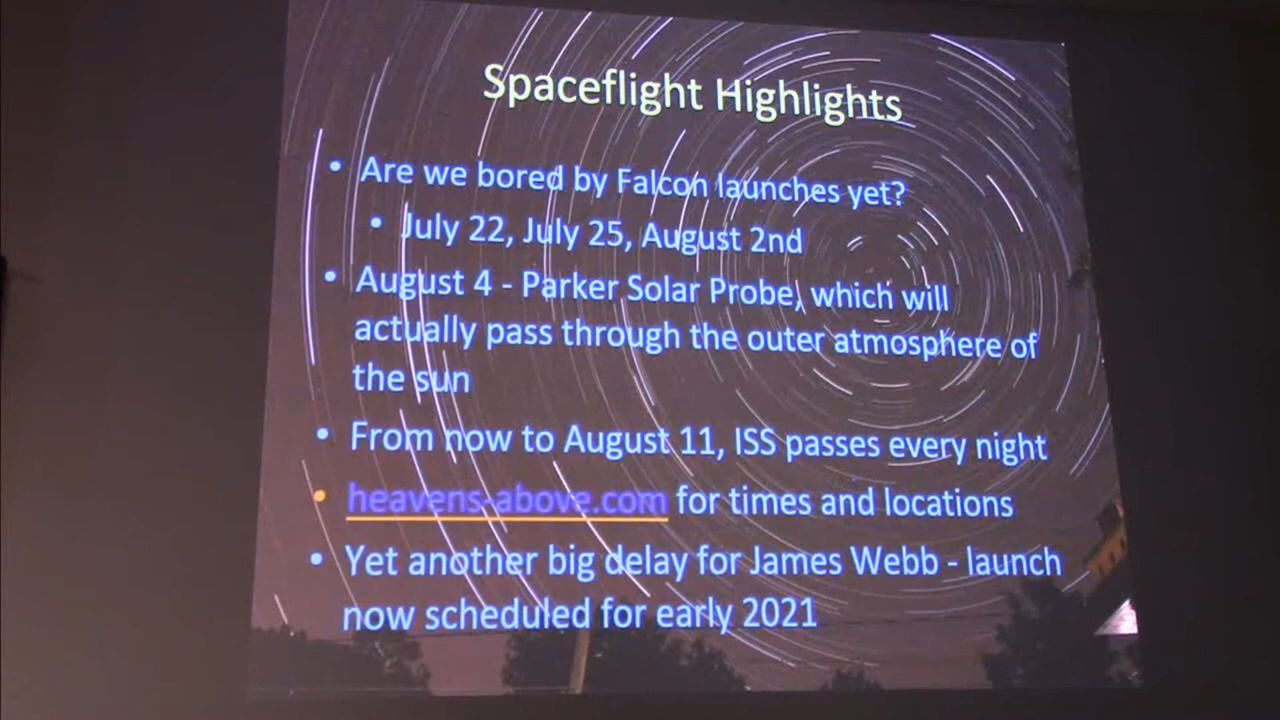 Spaceflight Highlights
• Are we bored by Falcon launches yet?
• July 22, July 25, August 2nd
• August 4 - Parker Solar Probe, which will
actually pass through the outer atmosphere of
the sun
• From now to August 11, ISS passes every night
• heavens-above.com for times and locations
• Yet another big delay for James Webb - launch
now scheduled for early 2021